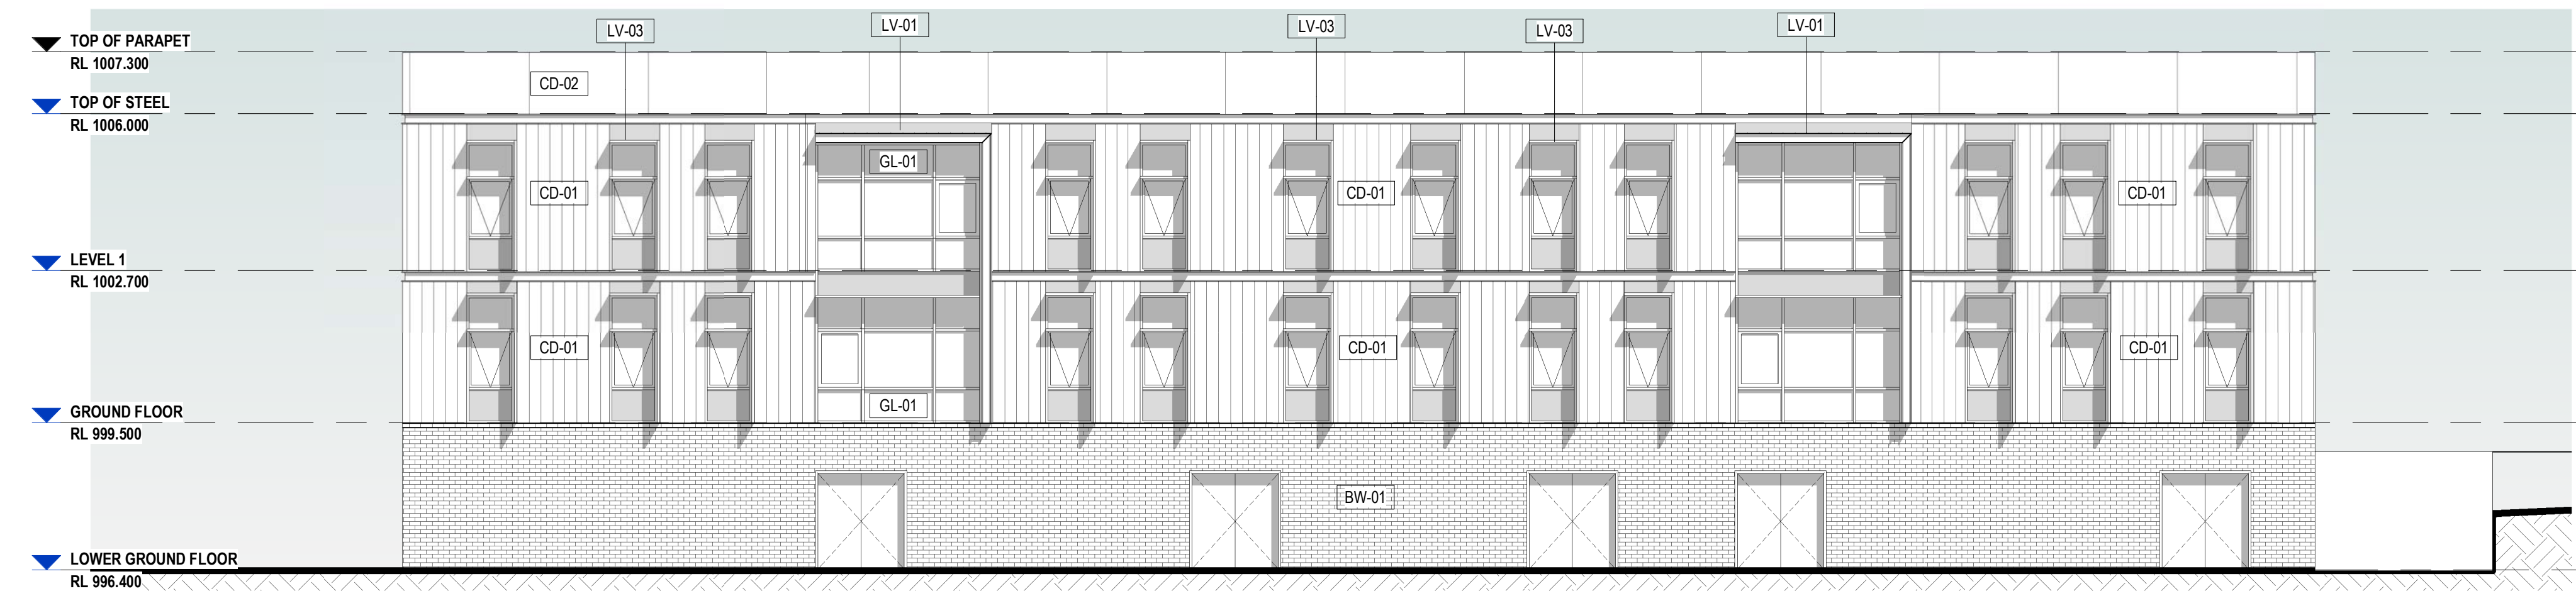 LV-03
LV-01
LV-03
LV-03
LV-01
TOP OF PARAPET
RL 1007.300
CD-02
TOP OF STEEL
RL 1006.000
GL-01
CD-01
CD-01
CD-01
LEVEL 1
RL 1002.700
CD-01
CD-01
CD-01
GL-01
GROUND FLOOR
RL 999.500
BW-01
LOWER GROUND FLOOR
RL 996.400